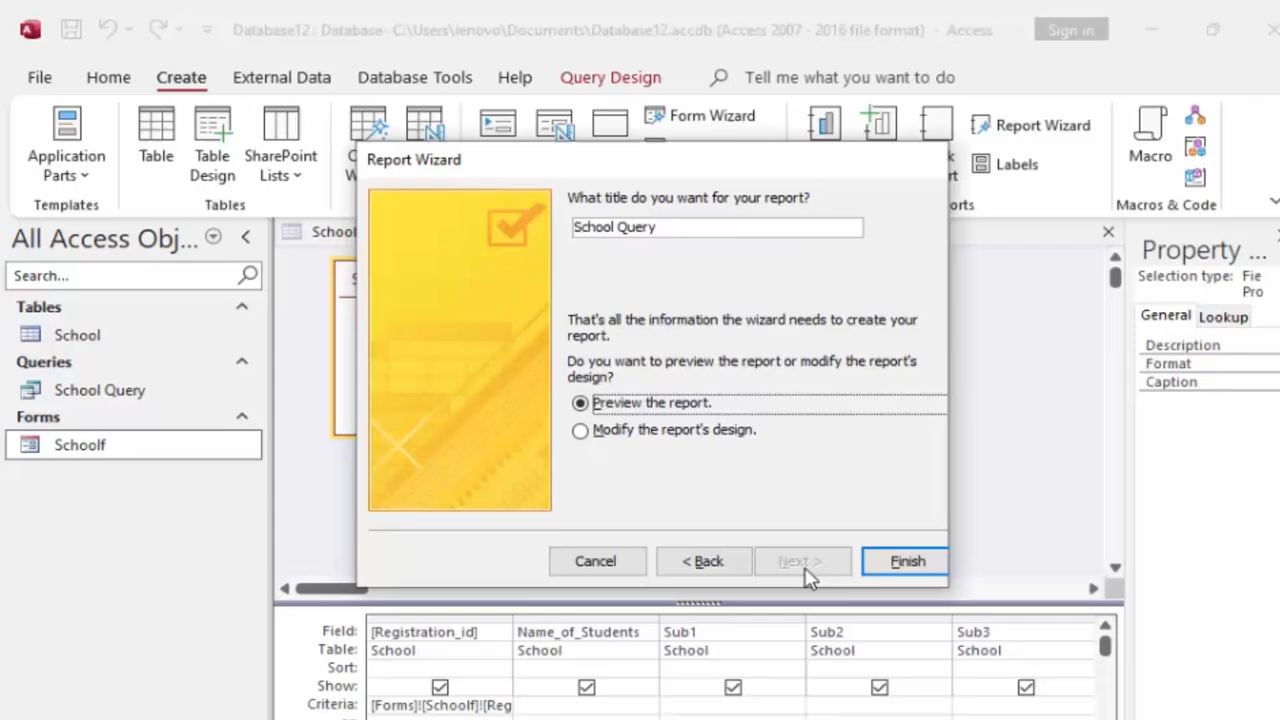 Database12 : Database- C:\Users\lenovo\Documents\Database12.accdb (Access 2007 - 2016 file format) - Access
Sign in
File Home Create External Data Database Tools Help Query Design Tell me what you want to do
Application Parts
Table
Table Design
SharePoint Lists
Form Wizard
Report Wizard
Labels
Macro
Templates
Tables
Macros & Code
Report Wizard
What title do you want for your report?
School Query
That's all the information the wizard needs to create your
report.
Do you want to preview the report or modify the report's
design?
Preview the report.
Modify the report's design.
Cancel
< Back
Next >
Finish
All Access Obj...
Search...
Tables
School
Queries
School Query
Forms
Schoolf
School
Property ...
Selection type: Fie
Pro
General Lookup
Description
Format
Caption
Field: [Registration_id] Name_of_Students Sub1 Sub2 Sub3
Table: School School School School School
Sort:
Show:
Criteria: [Forms]![Schoolf]![Reg